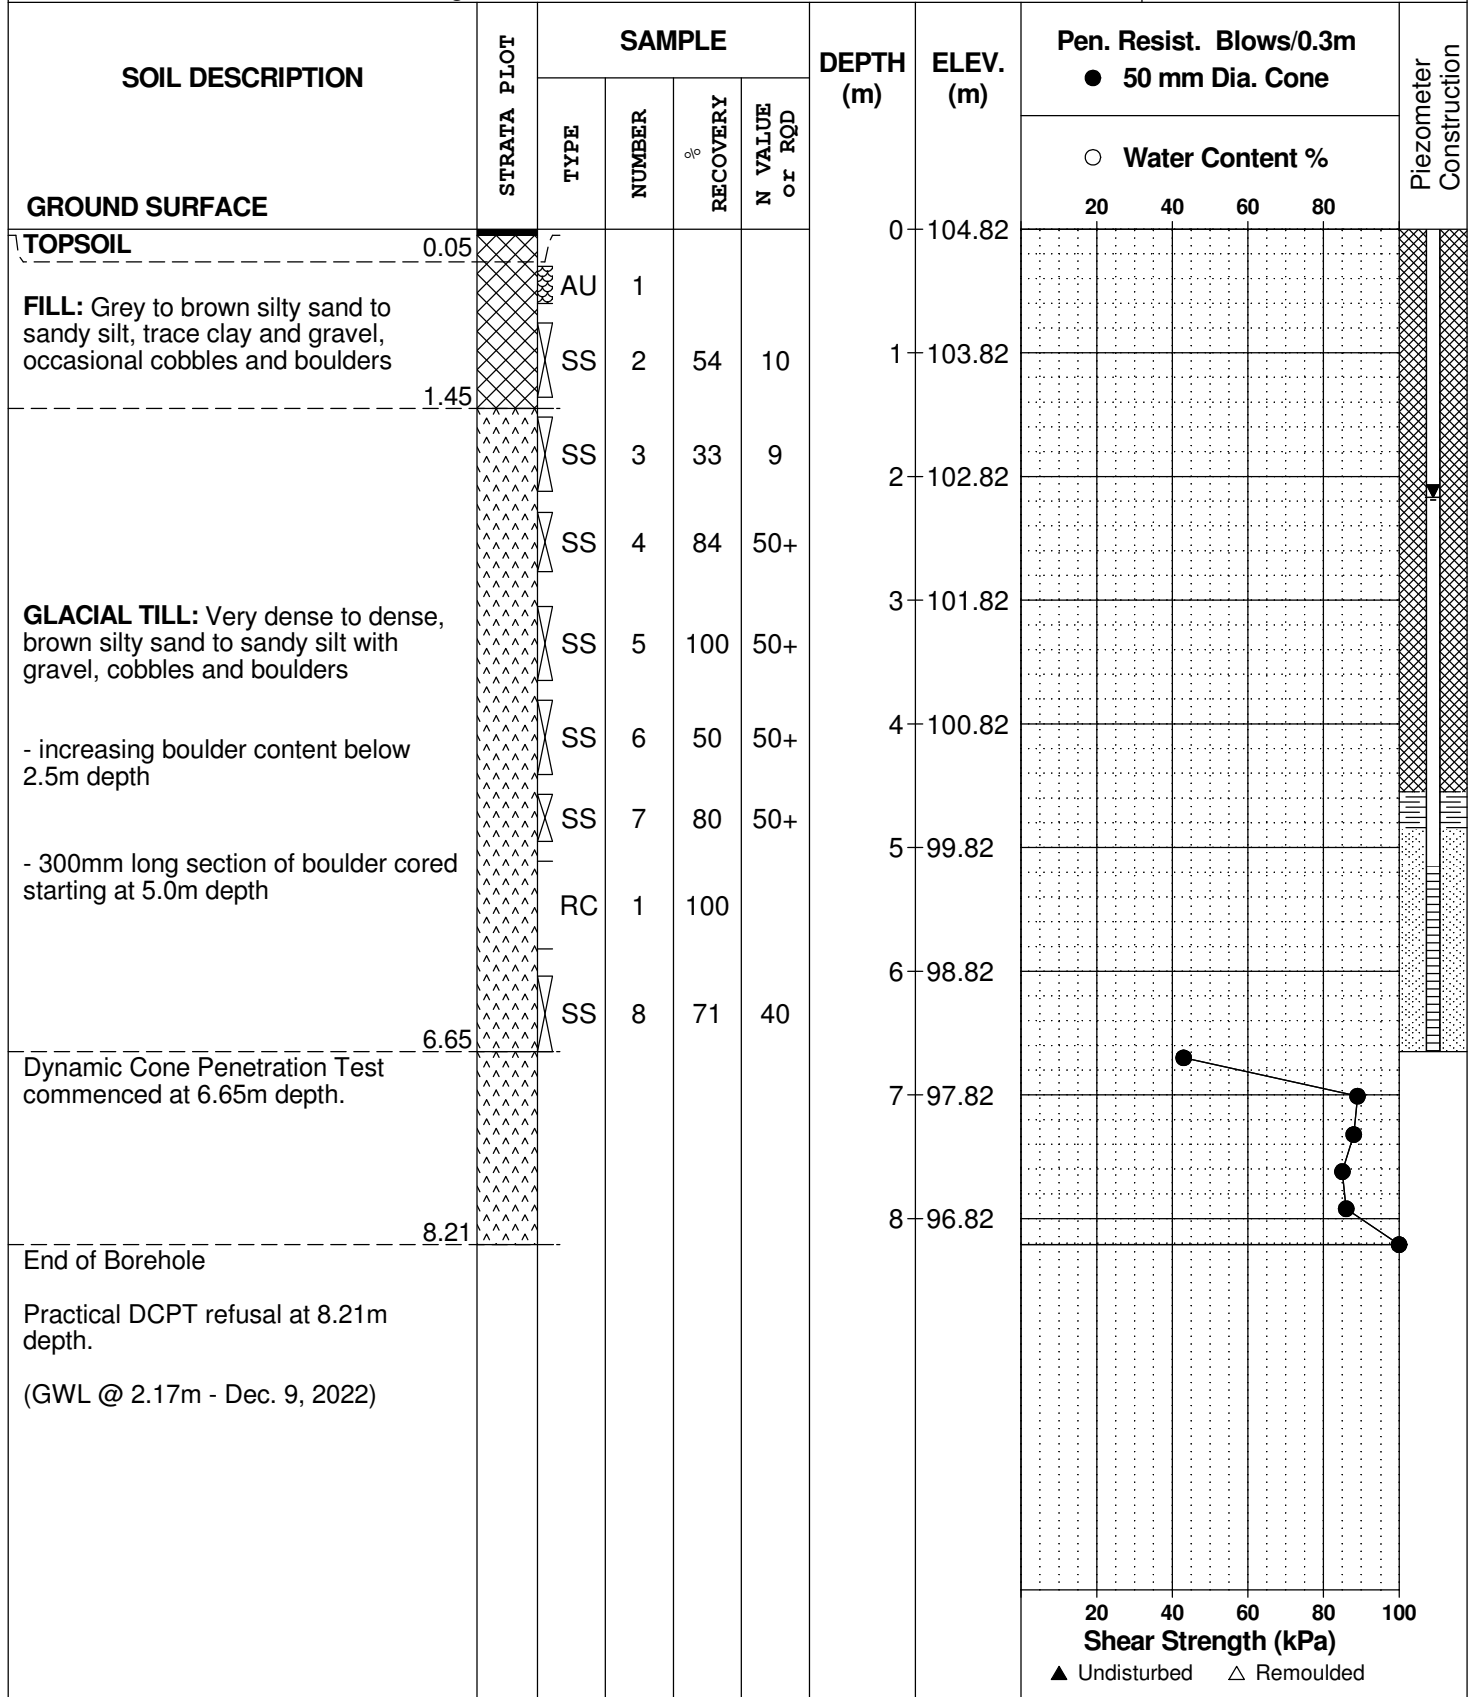 SOIL DESCRIPTION
GROUND SURFACE
STRATA PLOT
SAMPLE
TYPE
NUMBER
%
RECOVERY
N VALUE
or RQD
DEPTH
(m)
ELEV.
(m)
Pen. Resist. Blows/0.3m
● 50 mm Dia. Cone
○ Water Content %
20 40 60 80
Piezometer
Construction
TOPSOIL 0.05
FILL: Grey to brown silty sand to
sandy silt, trace clay and gravel,
occasional cobbles and boulders
1.45
GLACIAL TILL: Very dense to dense,
brown silty sand to sandy silt with
gravel, cobbles and boulders
- increasing boulder content below
2.5m depth
- 300mm long section of boulder cored
starting at 5.0m depth
6.65
Dynamic Cone Penetration Test
commenced at 6.65m depth.
8.21
End of Borehole
Practical DCPT refusal at 8.21m
depth.
(GWL @ 2.17m - Dec. 9, 2022)
AU 1
SS 2 54 10
SS 3 33 9
SS 4 84 50+
SS 5 100 50+
SS 6 50 50+
SS 7 80 50+
RC 1 100
SS 8 71 40
0 104.82
1 103.82
2 102.82
3 101.82
4 100.82
5 99.82
6 98.82
7 97.82
8 96.82
20 40 60 80 100
Shear Strength (kPa)
▲ Undisturbed △ Remoulded